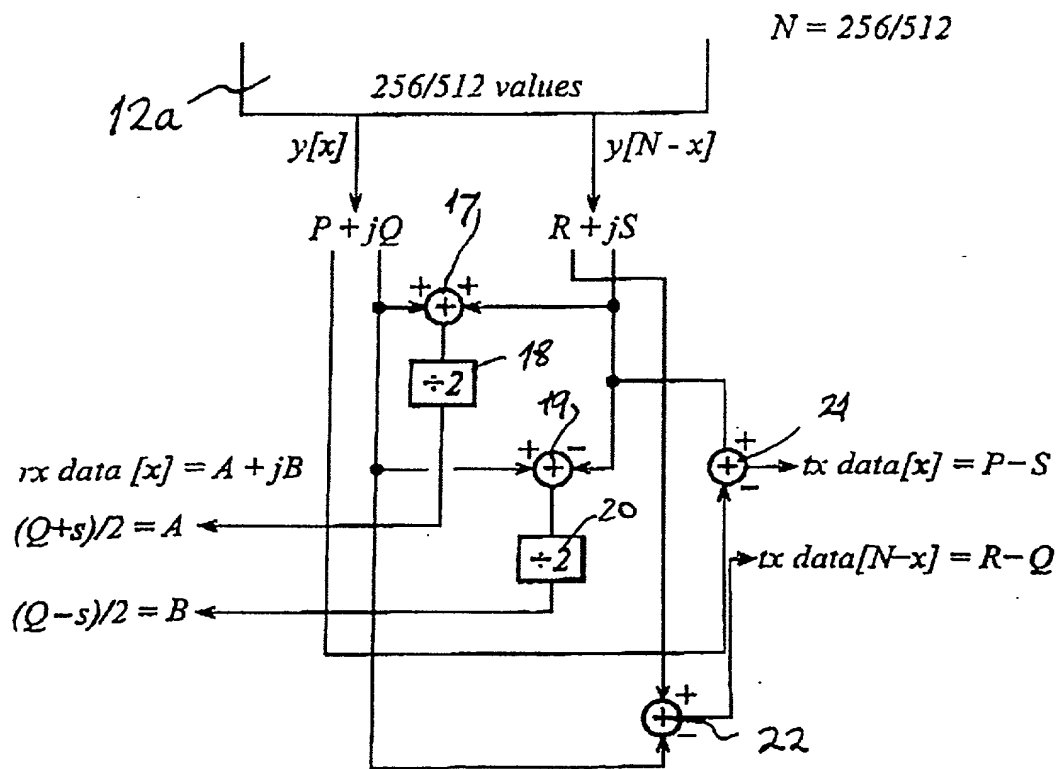 N = 256/512
256/512 values
12a
y[x]
y[N - x]
P + jQ
17
R + jS
+ +
+
÷2
18
19
+ −
+
21
+
+
−
rx data [x] = A + jB
tx data[x] = P−S
(Q+s)/2 = A
20
÷2
tx data[N−x] = R−Q
(Q−s)/2 = B
+
+
−
22